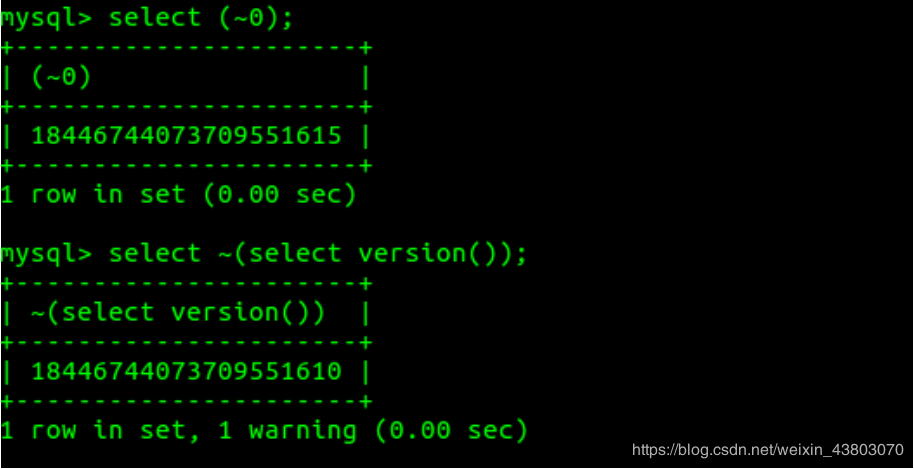 mysql> select (~0);
+----------------------+
| (~0)                 |
+----------------------+
| 18446744073709551615 |
+----------------------+
1 row in set (0.00 sec)
mysql> select ~(select version());
+----------------------+
| ~(select version())  |
+----------------------+
| 18446744073709551610 |
+----------------------+
1 row in set, 1 warning (0.00 sec)
https://blog.csdn.net/weixin_43803070